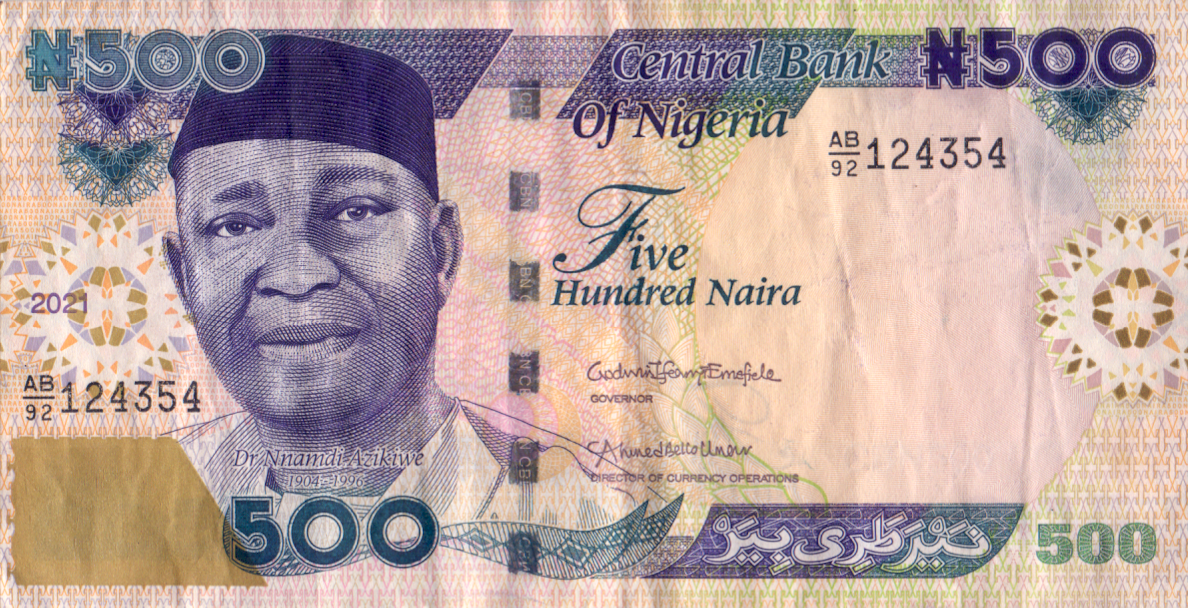 ₦500
Central Bank
₦500
Of Nigeria
AB
92 124354
Five
Hundred Naira
2021
AB
92 124354
GOVERNOR
Dr Nnamdi Azikiwe
1904-1996
DIRECTOR OF CURRENCY OPERATIONS
500
نَيْرَ طَرِى بِيَرْ
500